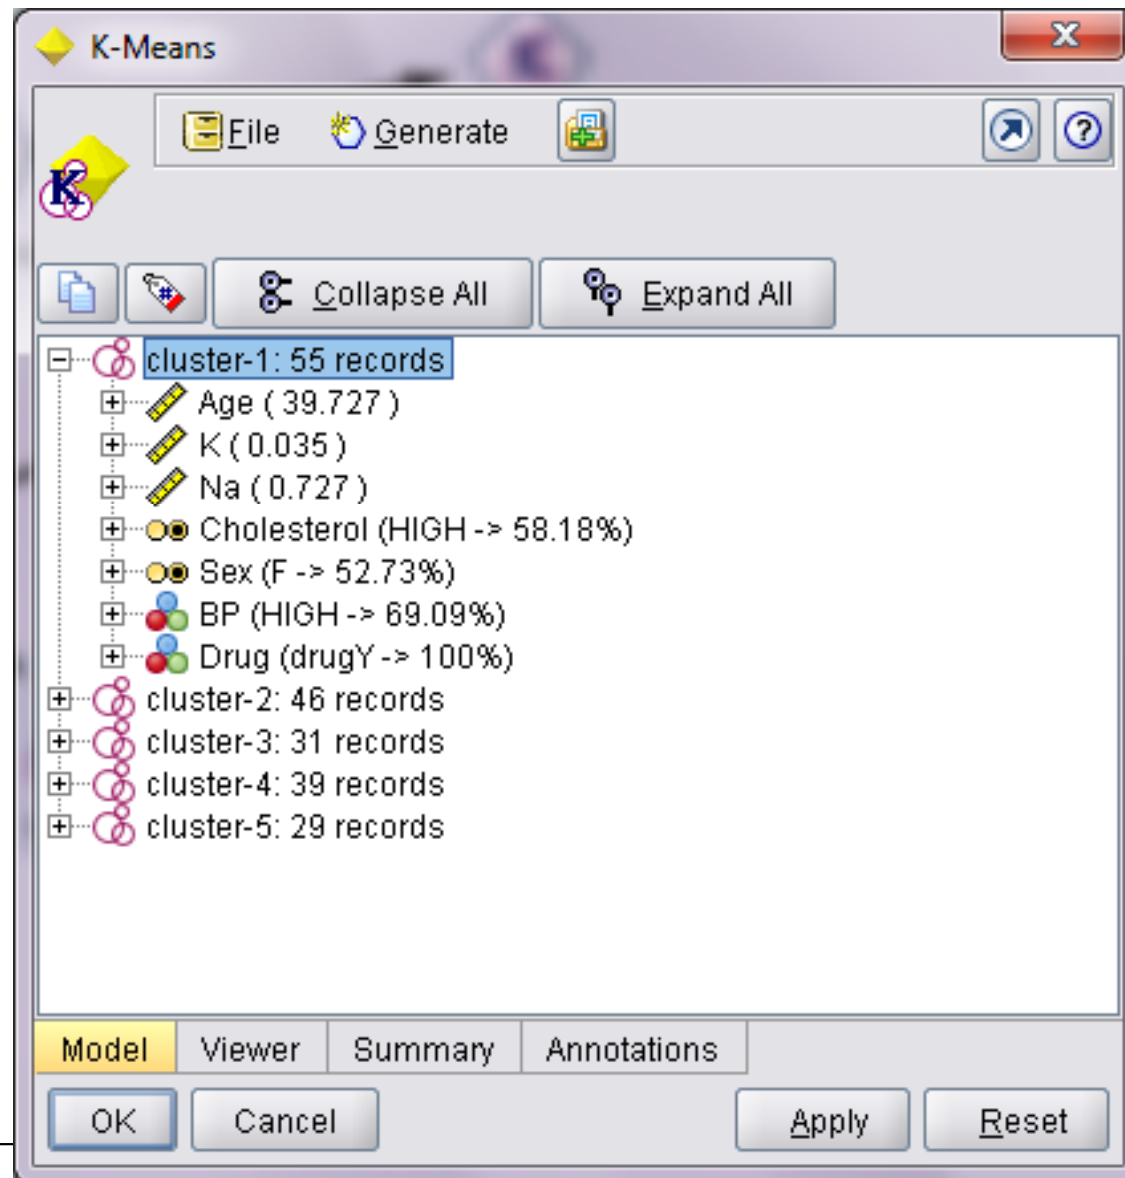 K-Means
x
File Generate ?
K
# Collapse All Expand All
cluster-1: 55 records
Age ( 39.727 )
K ( 0.035 )
Na ( 0.727 )
Cholesterol (HIGH -> 58.18%)
Sex (F -> 52.73%)
BP (HIGH -> 69.09%)
Drug (drugY -> 100%)
cluster-2: 46 records
cluster-3: 31 records
cluster-4: 39 records
cluster-5: 29 records
Model Viewer Summary Annotations
OK Cancel Apply Reset